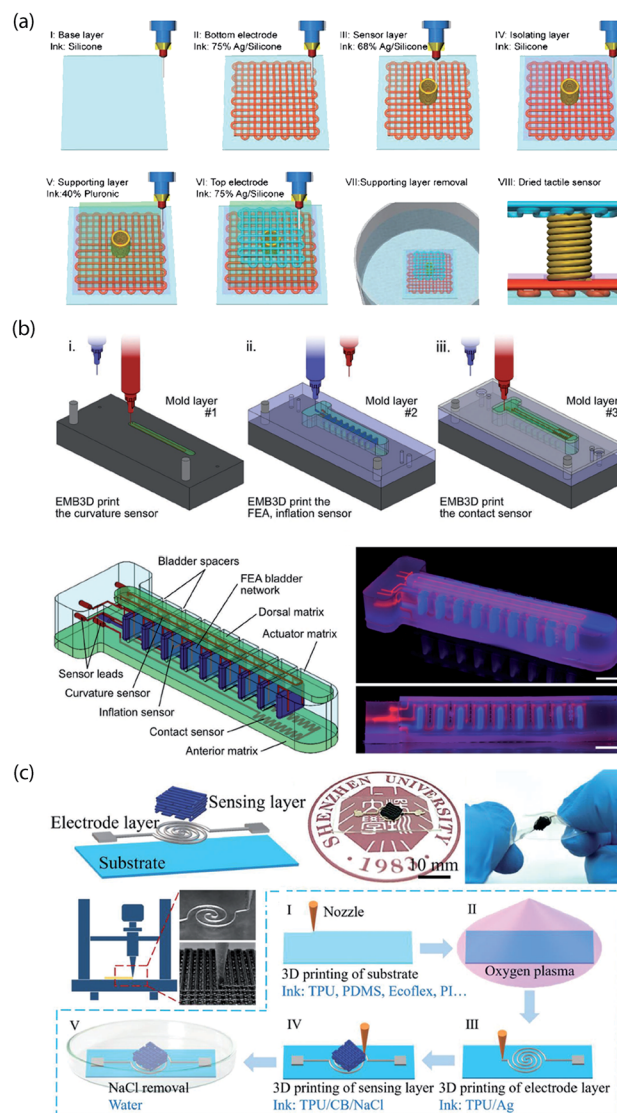 (a)
I: Base layer
Ink: Silicone
II: Bottom electrode
Ink: 75% Ag/Silicone
III: Sensor layer
Ink: 68% Ag/Silicone
IV: Isolating layer
Ink: Silicone
V: Supporting layer
Ink:40% Pluronic
VI: Top electrode
Ink: 75% Ag/Silicone
VII:Supporting layer removal
VIII: Dried tactile sensor
(b)
i.
Mold layer
#1
EMB3D print
the curvature sensor
ii.
Mold layer
#2
EMB3D print the
FEA, inflation sensor
iii.
Mold layer
#3
EMB3D print
the contact sensor
Bladder spacers
FEA bladder
network
Dorsal matrix
Actuator matrix
Sensor leads
Curvature sensor
Inflation sensor
Contact sensor
Anterior matrix
(c)
Sensing layer
Electrode layer
Substrate
SHENZHEN UNIVERSITY
1983
10 mm
I
Nozzle
3D printing of substrate
Ink: TPU, PDMS, Ecoflex, PI...
II
Oxygen plasma
III
3D printing of electrode layer
Ink: TPU/Ag
IV
3D printing of sensing layer
Ink: TPU/CB/NaCl
V
NaCl removal
Water